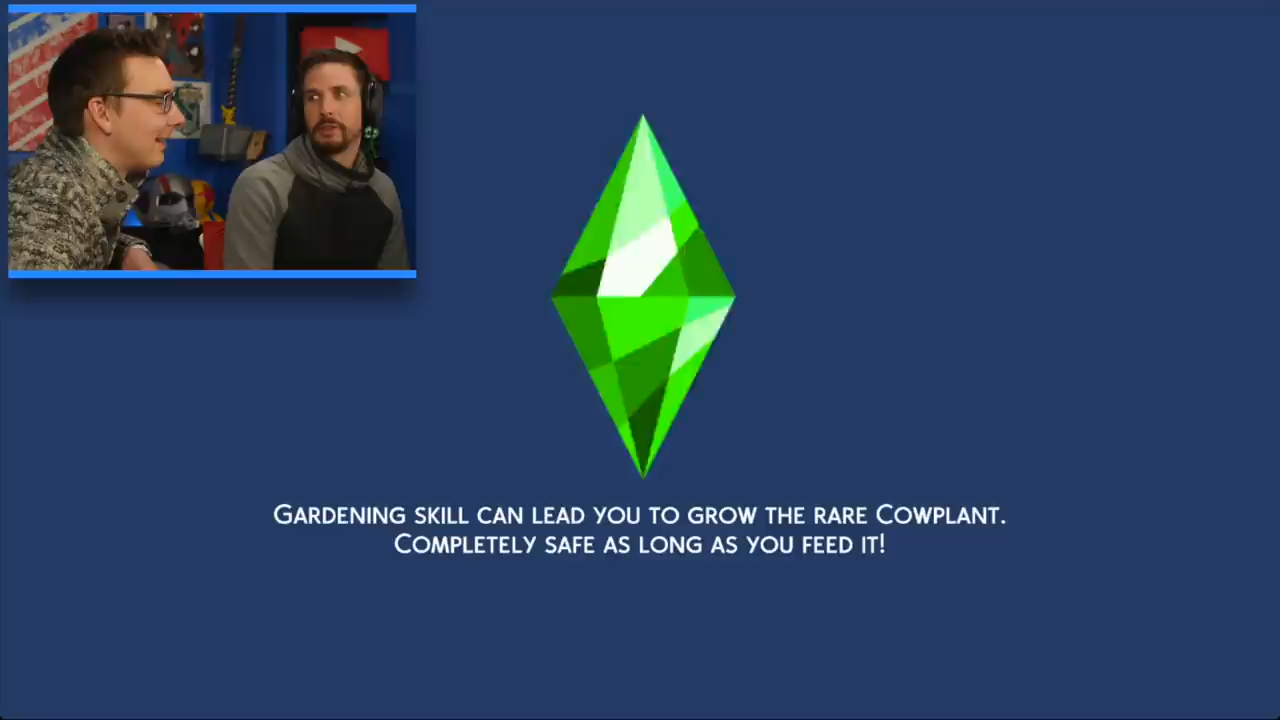 Gardening skill can lead you to grow the rare Cowplant.
Completely safe as long as you feed it!